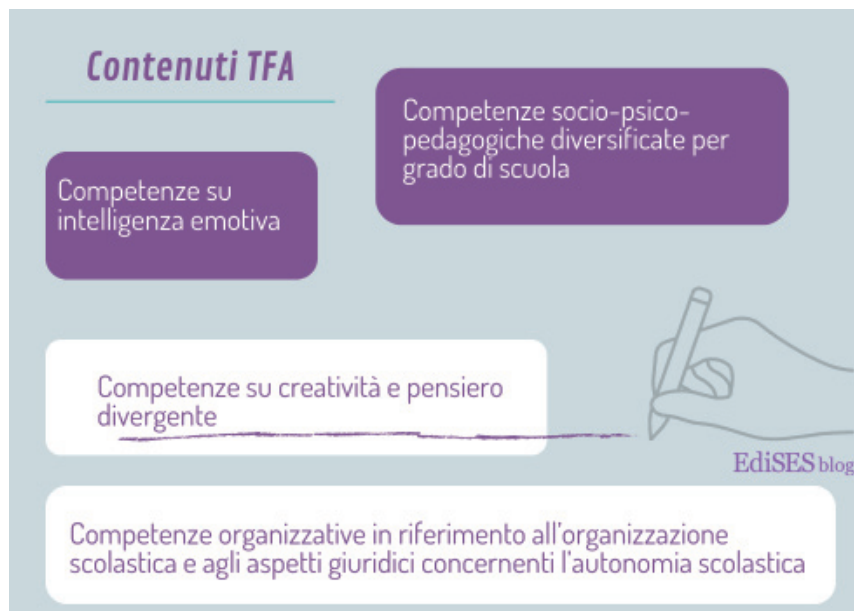 Contenuti TFA
Competenze socio-psico-
pedagogiche diversificate per
grado di scuola
Competenze su
intelligenza emotiva
Competenze su creatività e pensiero
divergente
EdiSES blog
Competenze organizzative in riferimento all'organizzazione
scolastica e agli aspetti giuridici concernenti l'autonomia scolastica